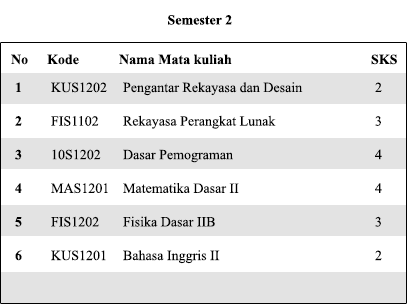 Semester 2
No Kode Nama Mata kuliah SKS
1 KUS1202 Pengantar Rekayasa dan Desain 2
2 FIS1102 Rekayasa Perangkat Lunak 3
3 10S1202 Dasar Pemograman 4
4 MAS1201 Matematika Dasar II 4
5 FIS1202 Fisika Dasar IIB 3
6 KUS1201 Bahasa Inggris II 2